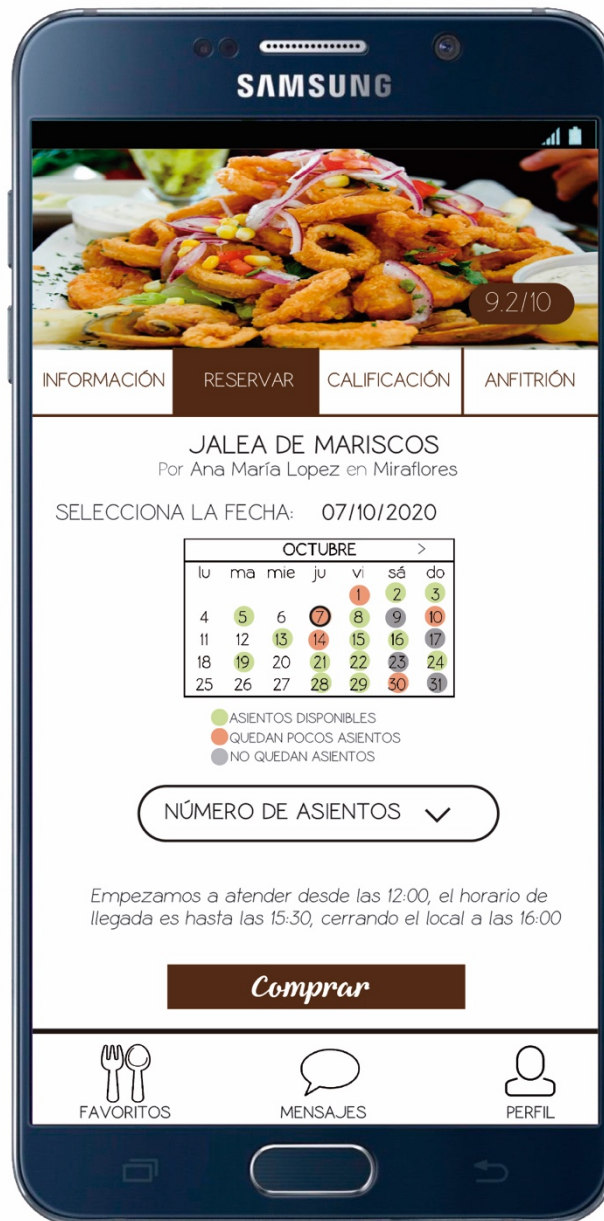 SAMSUNG
9.2/10
INFORMACIÓN RESERVAR CALIFICACIÓN ANFITRIÓN
JALEA DE MARISCOS
Por Ana María Lopez en Miraflores
SELECCIONA LA FECHA: 07/10/2020
OCTUBRE >
lu ma mie ju vi sá do
1 2 3
4 5 6 7 8 9 10
11 12 13 14 15 16 17
18 19 20 21 22 23 24
25 26 27 28 29 30 31
ASIENTOS DISPONIBLES
QUEDAN POCOS ASIENTOS
NO QUEDAN ASIENTOS
NÚMERO DE ASIENTOS
Empezamos a atender desde las 12:00, el horario de
llegada es hasta las 15:30, cerrando el local a las 16:00
Comprar
FAVORITOS MENSAJES PERFIL